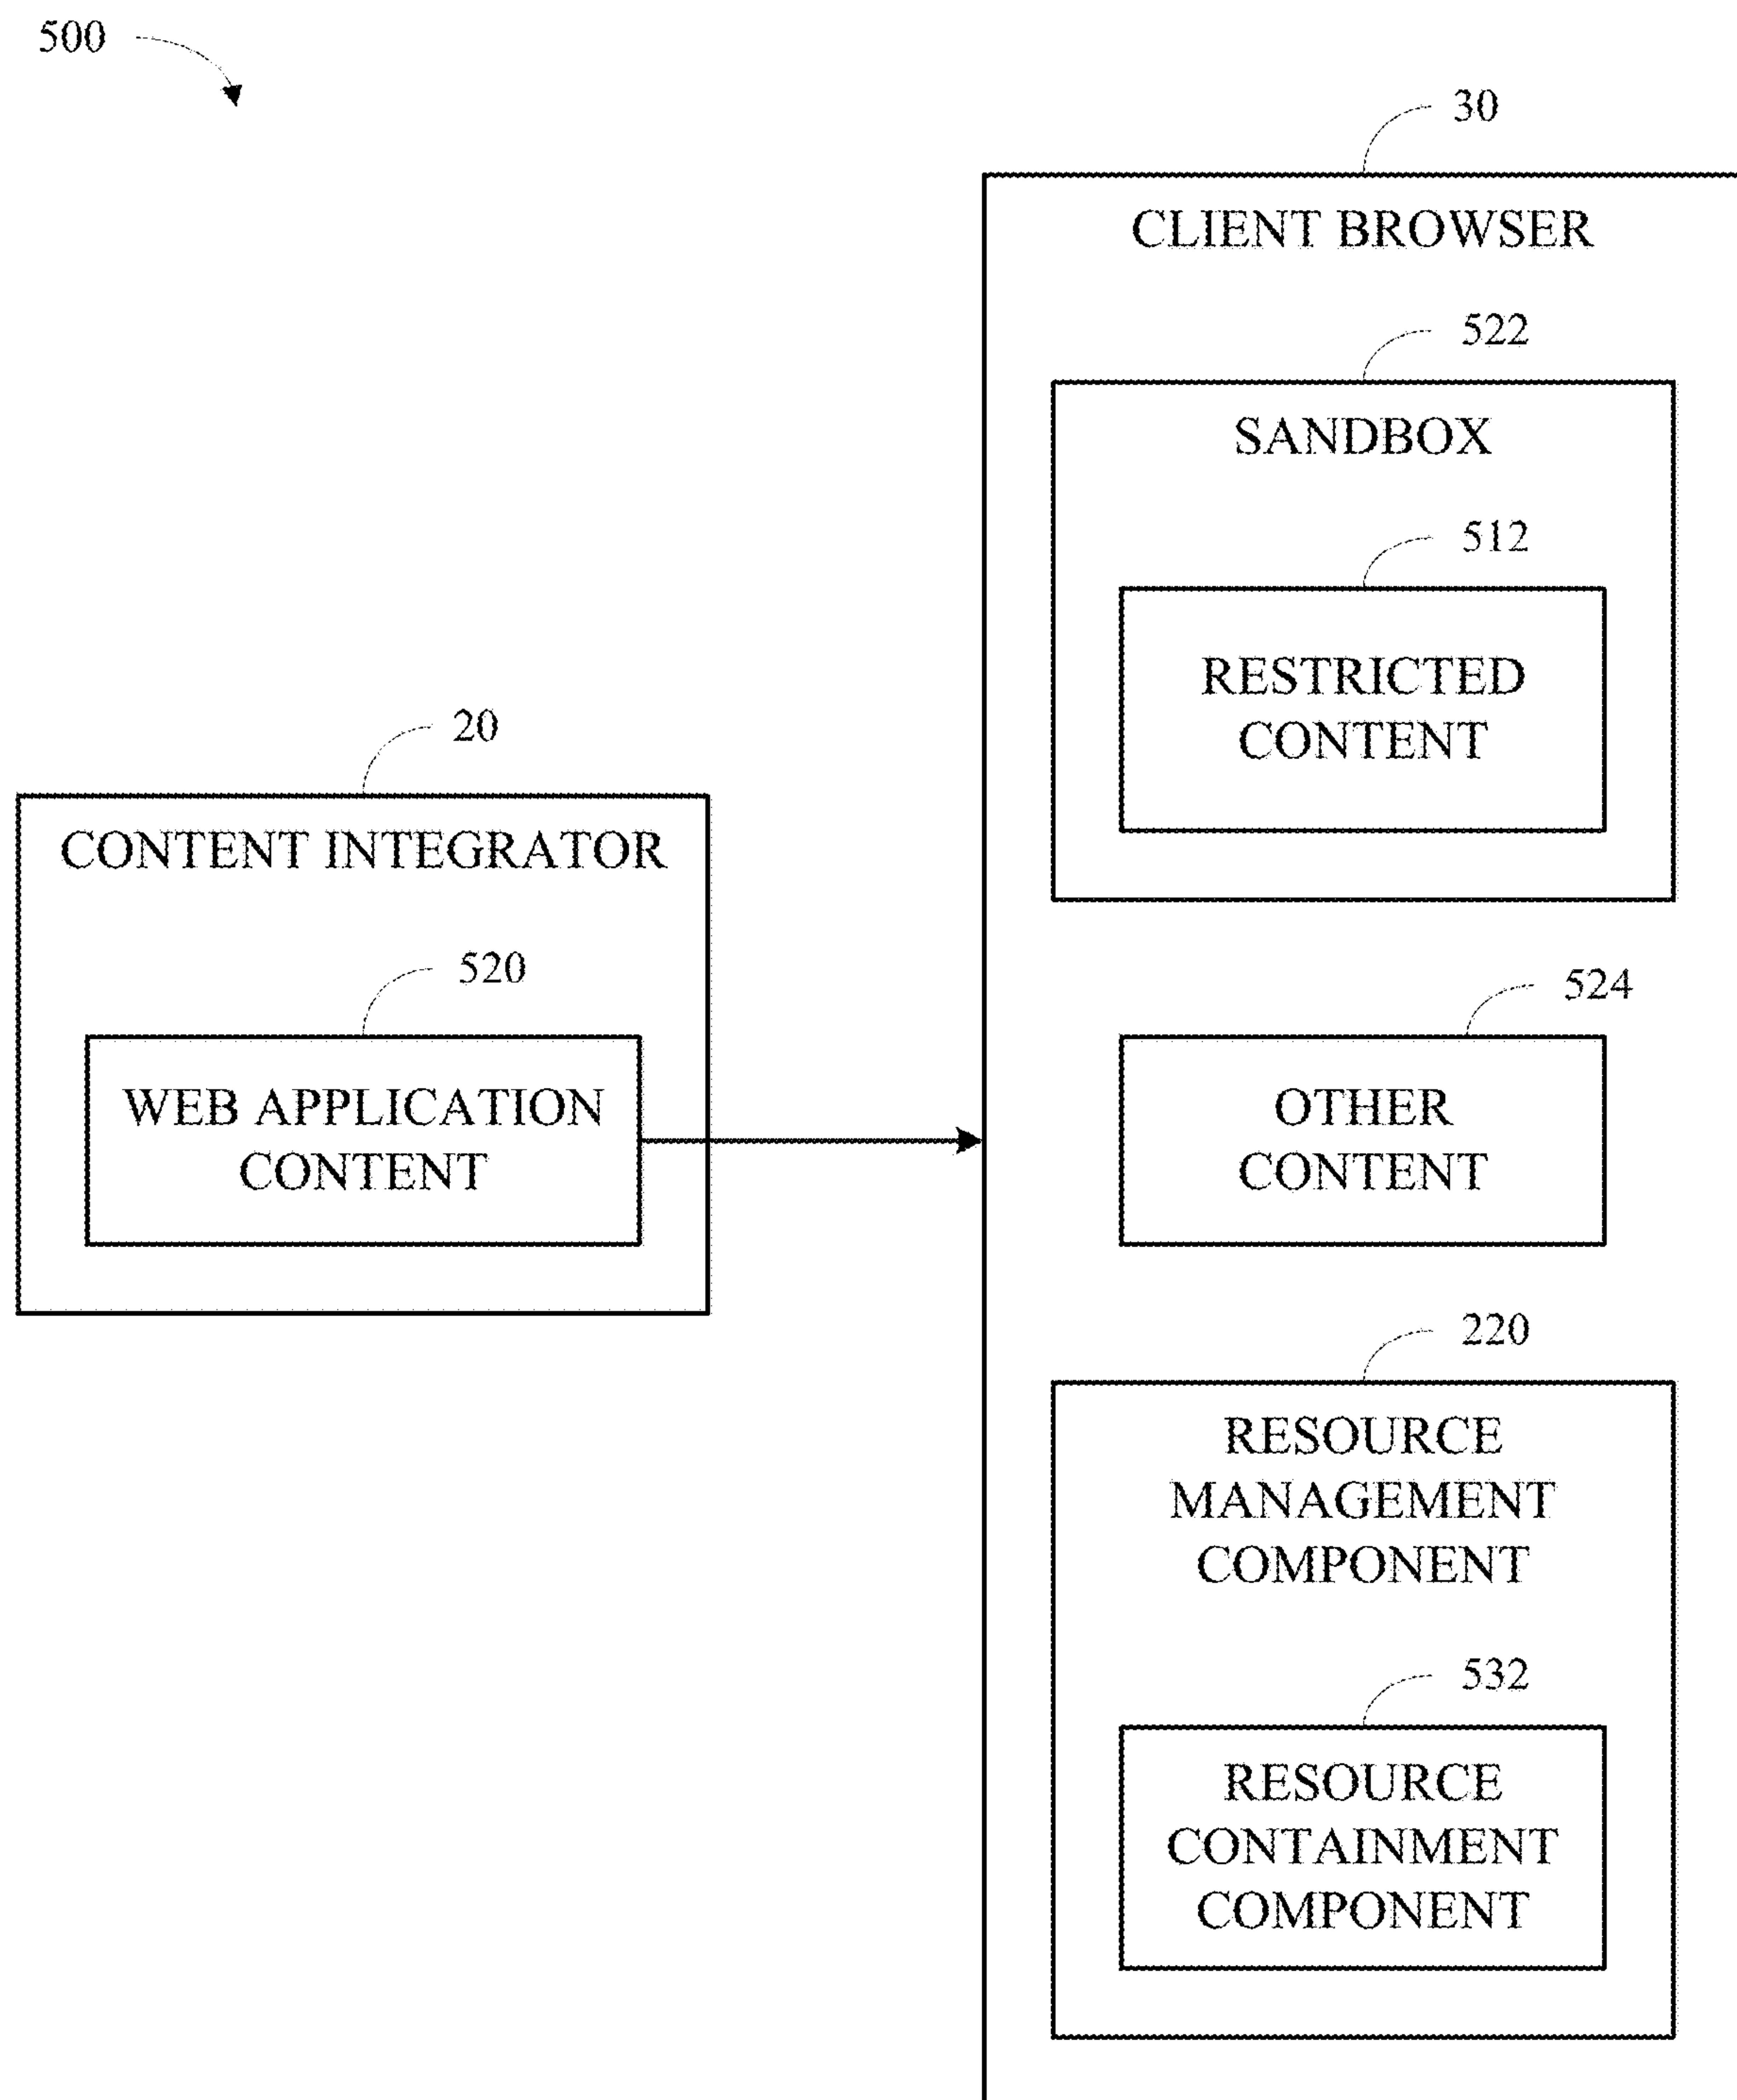 500
30
CLIENT BROWSER
522
SANDBOX
512
RESTRICTED
CONTENT
20
CONTENT INTEGRATOR
520
WEB APPLICATION
CONTENT
524
OTHER
CONTENT
220
RESOURCE
MANAGEMENT
COMPONENT
532
RESOURCE
CONTAINMENT
COMPONENT